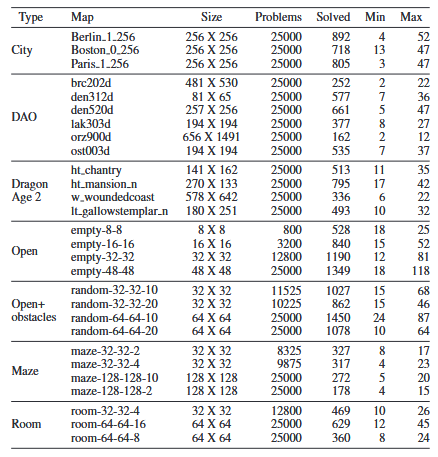 Type Map Size Problems Solved Min Max
City Berlin_1_256 256 X 256 25000 892 4 52
Boston_0_256 256 X 256 25000 718 13 47
Paris_1_256 256 X 256 25000 805 3 47
DAO brc202d 481 X 530 25000 252 2 22
den312d 81 X 65 25000 577 7 36
den520d 257 X 256 25000 661 5 47
lak303d 194 X 194 25000 377 8 27
orz900d 656 X 1491 25000 162 2 12
ost003d 194 X 194 25000 535 7 37
Dragon Age 2 ht_chantry 141 X 162 25000 513 11 35
ht_mansion_n 270 X 133 25000 795 17 42
w_woundedcoast 578 X 642 25000 336 6 22
lt_gallowstemplar_n 180 X 251 25000 493 10 32
Open empty-8-8 8 X 8 800 528 18 25
empty-16-16 16 X 16 3200 840 15 52
empty-32-32 32 X 32 12800 1190 12 81
empty-48-48 48 X 48 25000 1349 18 118
Open+ obstacles random-32-32-10 32 X 32 11525 1027 15 68
random-32-32-20 32 X 32 10225 862 15 46
random-64-64-10 64 X 64 25000 1450 24 87
random-64-64-20 64 X 64 25000 1078 10 64
Maze maze-32-32-2 32 X 32 8325 327 8 17
maze-32-32-4 32 X 32 9875 317 4 23
maze-128-128-10 128 X 128 25000 272 5 20
maze-128-128-2 128 X 128 25000 178 4 15
Room room-32-32-4 32 X 32 12800 469 10 26
room-64-64-16 64 X 64 25000 629 12 45
room-64-64-8 64 X 64 25000 360 8 24